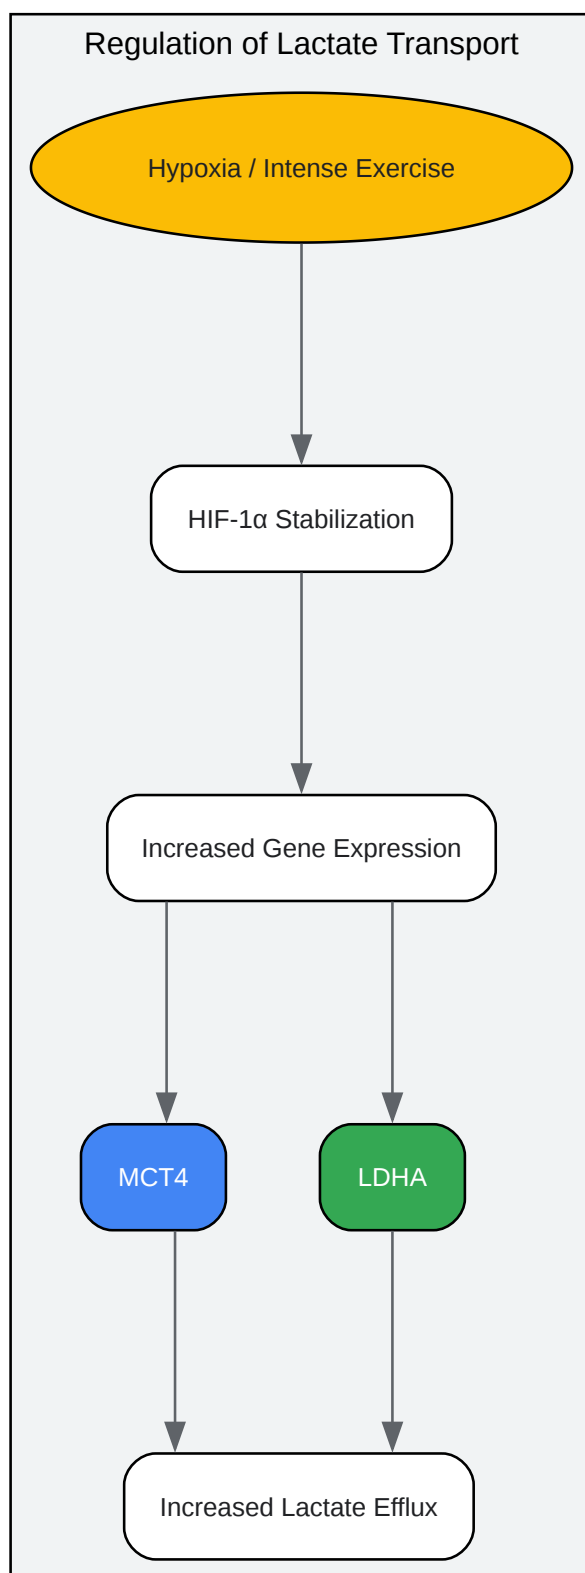 Regulation of Lactate Transport
Hypoxia / Intense Exercise
HIF-1α Stabilization
Increased Gene Expression
MCT4
LDHA
Increased Lactate Efflux